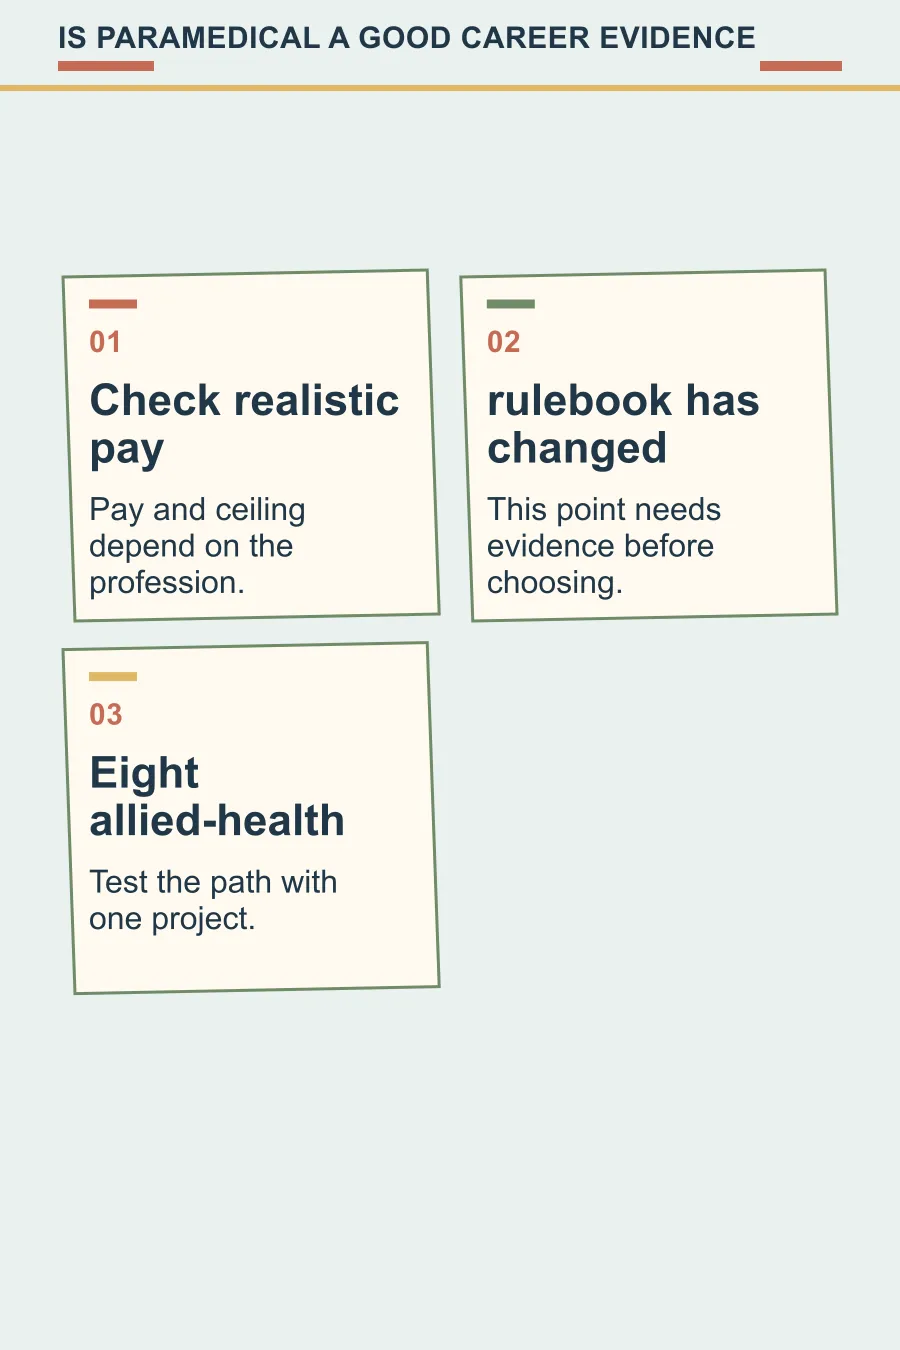 IS PARAMEDICAL A GOOD CAREER EVIDENCE
01
Check realistic
pay
Pay and ceiling
depend on the
profession.
02
rulebook has
changed
This point needs
evidence before
choosing.
03
Eight
allied-health
Test the path with
one project.